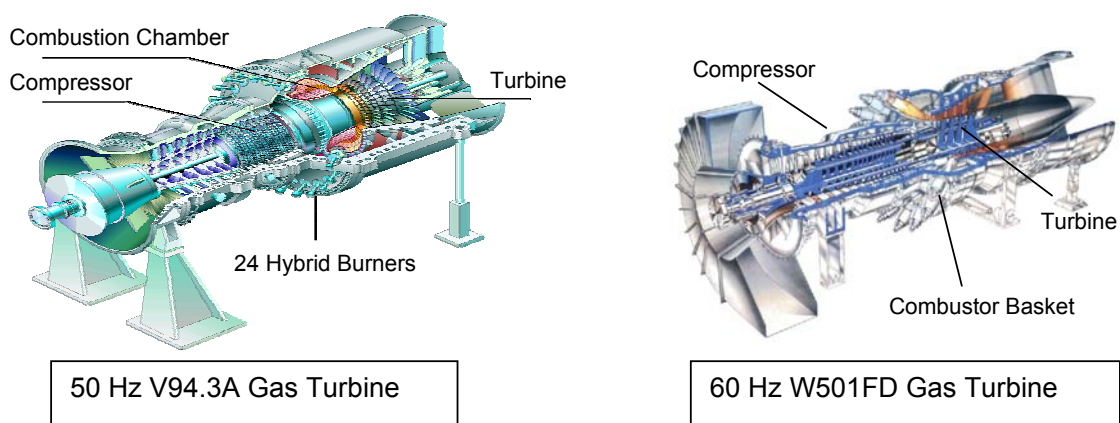 Combustion Chamber
Compressor
Turbine
24 Hybrid Burners
50 Hz V94.3A Gas Turbine
Compressor
Turbine
Combustor Basket
60 Hz W501FD Gas Turbine